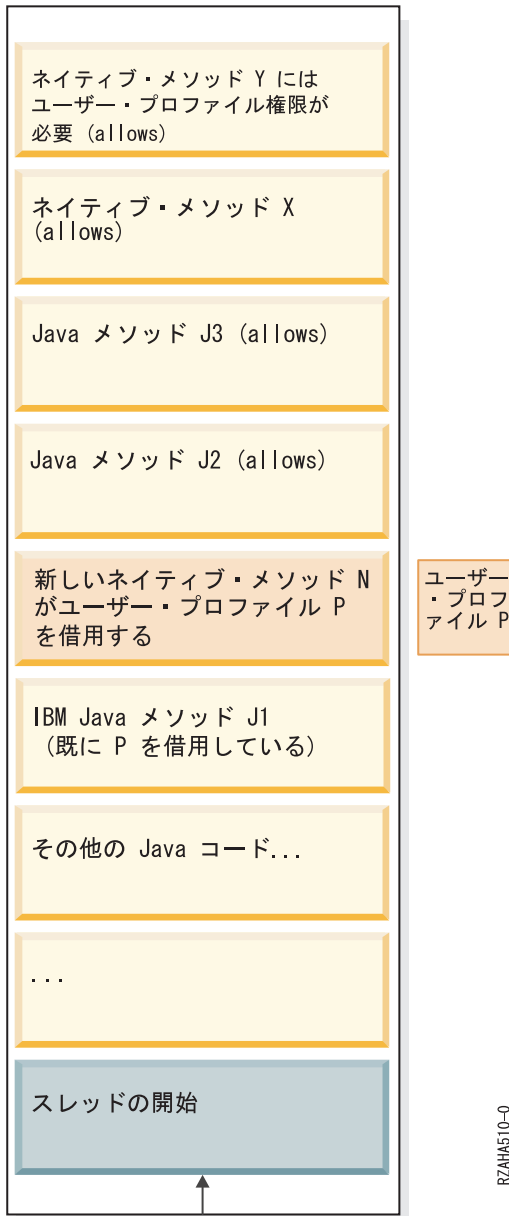 ネイティブ・メソッド Y には
ユーザー・プロファイル権限が
必要 (allows)
ネイティブ・メソッド X
(allows)
Java メソッド J3 (allows)
Java メソッド J2 (allows)
新しいネイティブ・メソッド N
がユーザー・プロファイル P
を借用する
ユーザー
・プロフ
ァイル P
IBM Java メソッド J1
(既に P を借用している)
その他の Java コード...
...
スレッドの開始
RZAHA510-0